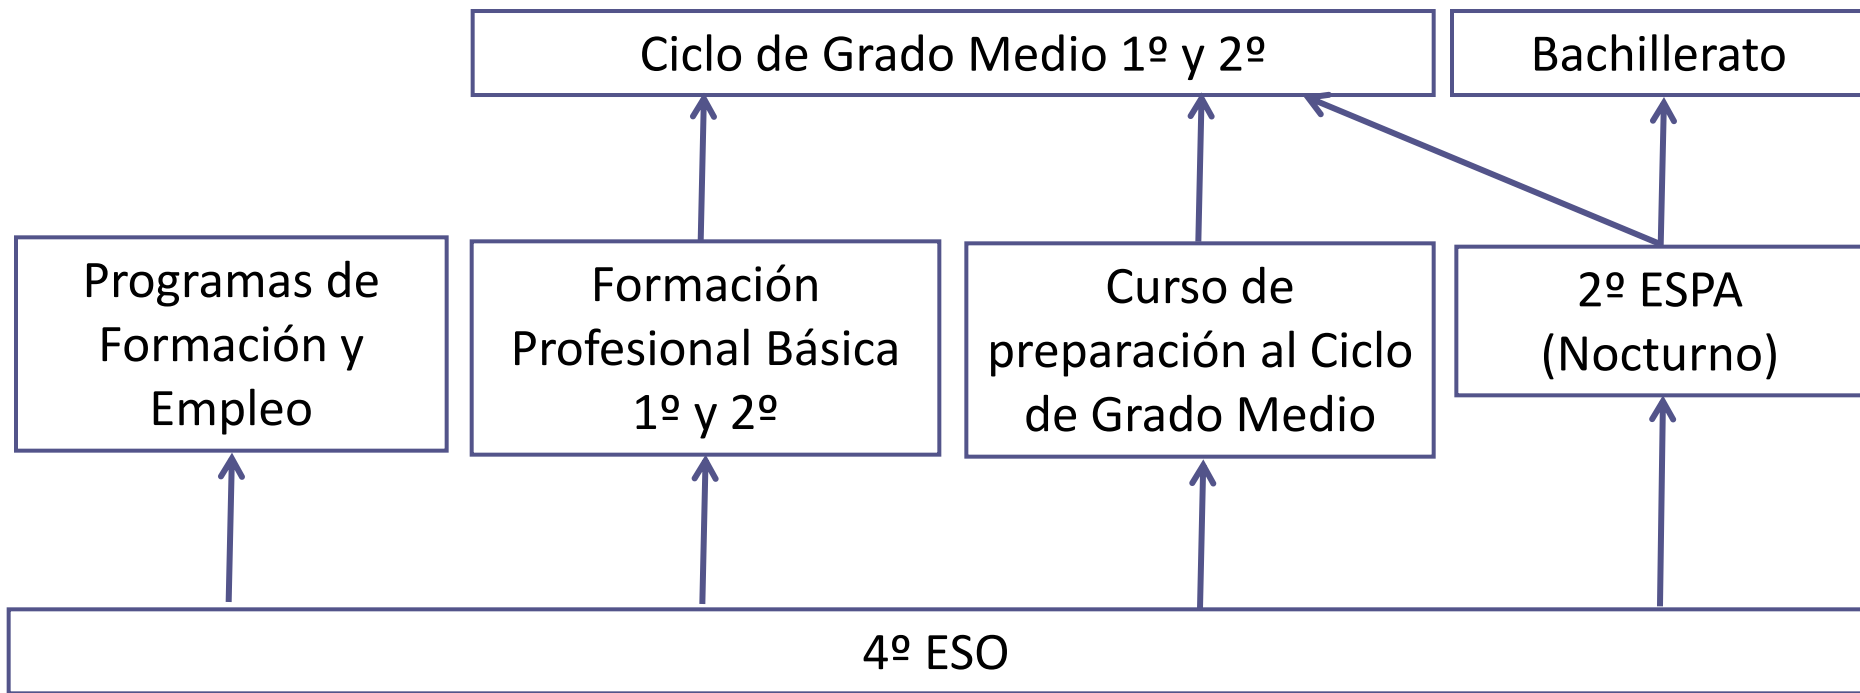 Ciclo de Grado Medio 1º y 2º
Bachillerato
Programas de
Formación y
Empleo
Formación
Profesional Básica
1º y 2º
Curso de
preparación al Ciclo
de Grado Medio
2º ESPA
(Nocturno)
4º ESO